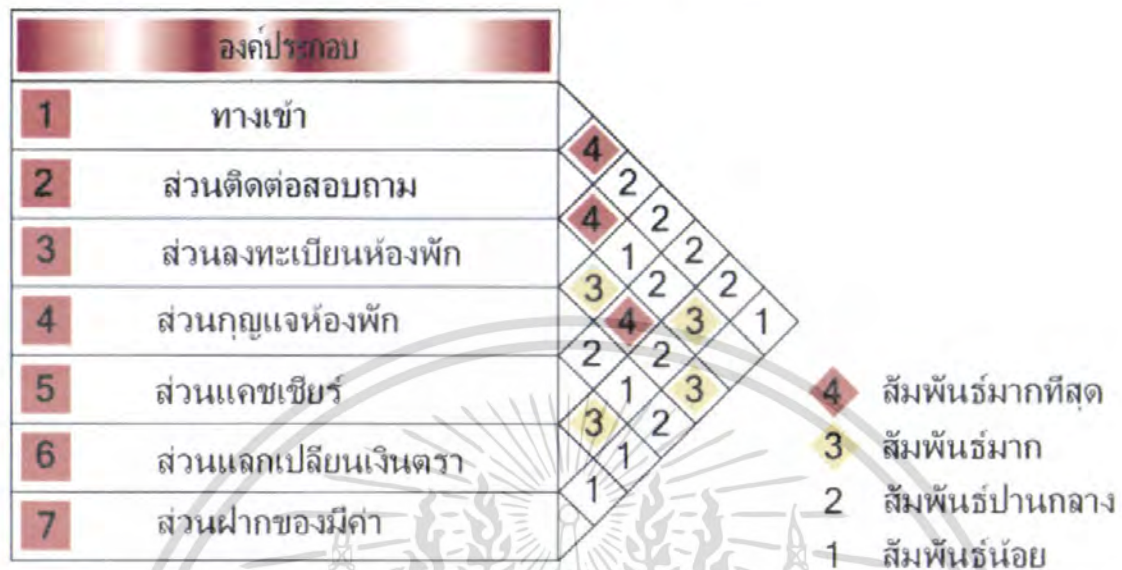 องค์ประกอบ
1 ทางเข้า
2 ส่วนติดต่อสอบถาม
3 ส่วนลงทะเบียนห้องพัก
4 ส่วนกุญแจห้องพัก
5 ส่วนแคชเชียร์
6 ส่วนแลกเปลี่ยนเงินตรา
7 ส่วนฝากของมีค่า
4
2
4 2
1 2
3 2 2
4 3 1
2 2
1 3
3 2
1
1
4 สัมพันธ์มากที่สุด
3 สัมพันธ์มาก
2 สัมพันธ์ปานกลาง
1 สัมพันธ์น้อย